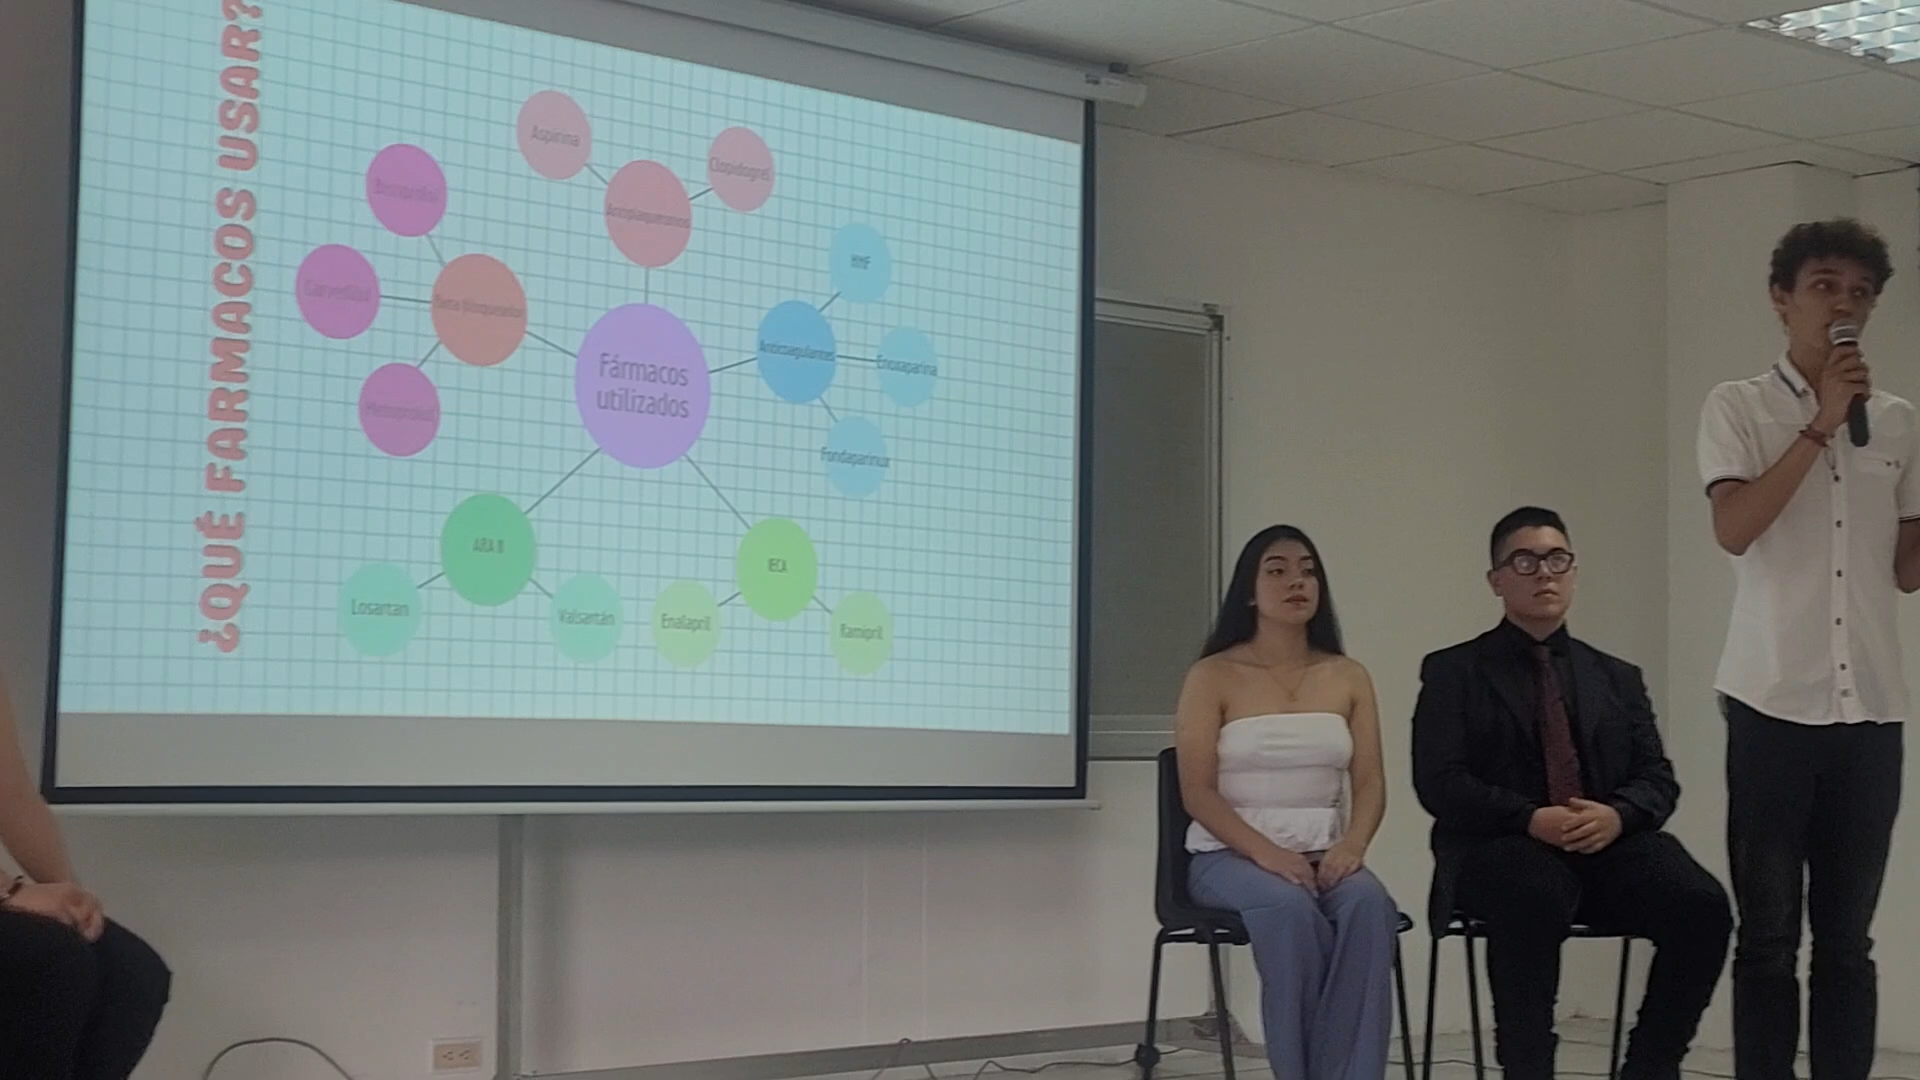 ¿QUÉ FARMACOS USAR?
Aspirina
Clopidogrel
Bisoprolol
Antiplaquetarios
HNF
Carvedilol
Beta bloqueador
Anticoagulantes
Enoxaparina
Fármacos
utilizados
Metoprolol
Fondaparinux
ARA II
IECA
Losartan
Valsartán
Enalapril
Ramipril